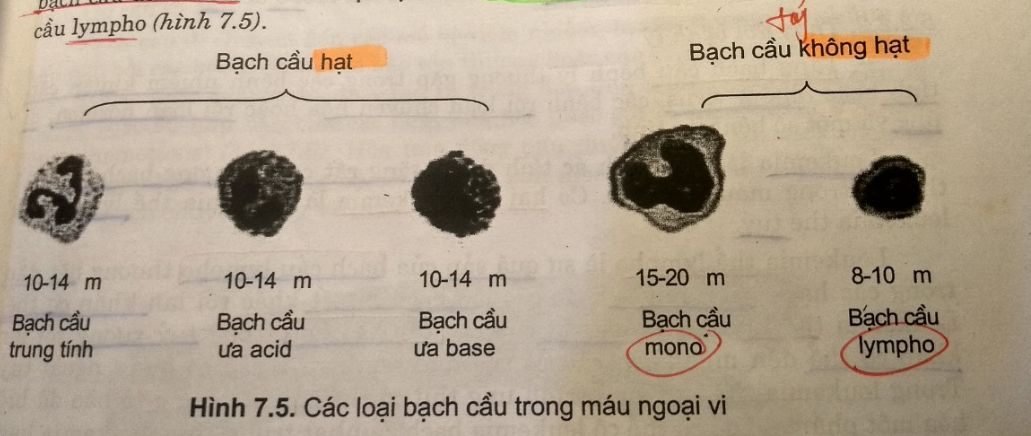 cầu lympho (hình 7.5).
Bạch cầu hạt
Bạch cầu không hạt
10-14 m
10-14 m
10-14 m
15-20 m
8-10 m
Bạch cầu
trung tính
Bạch cầu
ưa acid
Bạch cầu
ưa base
Bạch cầu
mono
Bạch cầu
lympho
Hình 7.5. Các loại bạch cầu trong máu ngoại vi